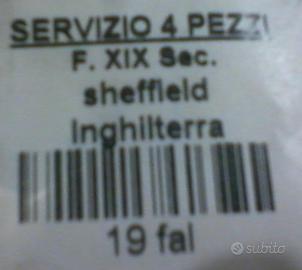 SERVIZIO 4 PEZZI
F. XIX Sec.
sheffield
Inghilterra
19 fal
subito